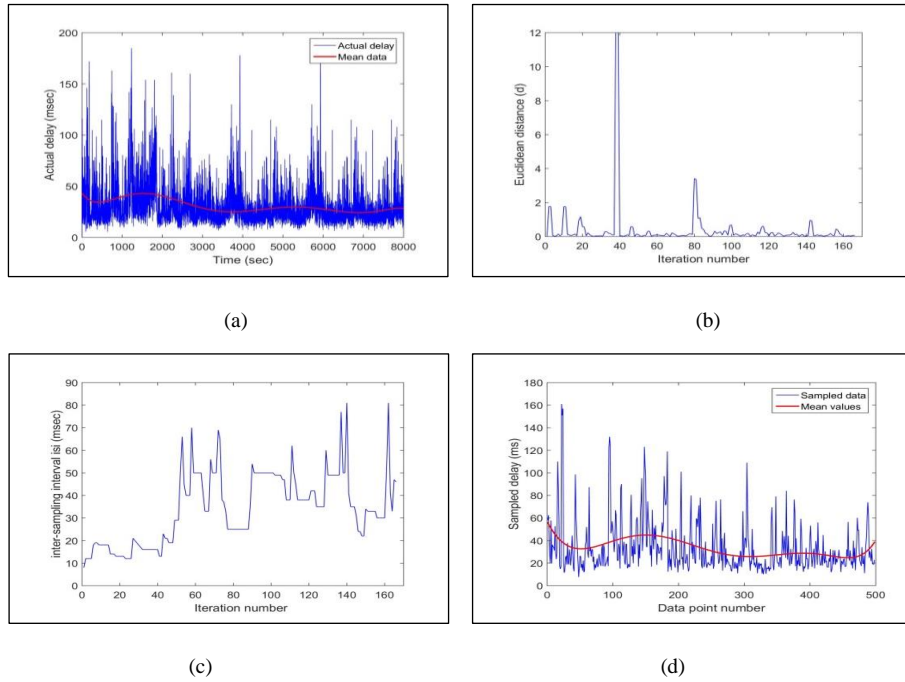 200
150
100
50
0
Actual delay (msec)
Actual delay
Mean data
0 1000 2000 3000 4000 5000 6000 7000 8000
Time (sec)
(a)
12
10
8
6
4
2
0
Euclidean distance (d)
0 20 40 60 80 100 120 140 160
Iteration number
(b)
90
80
70
60
50
40
30
20
10
0
inter-sampling interval isi (msec)
0 20 40 60 80 100 120 140 160
Iteration number
(c)
180
160
140
120
100
80
60
40
20
0
Sampled delay (ms)
Sampled data
Mean values
0 100 200 300 400 500
Data point number
(d)